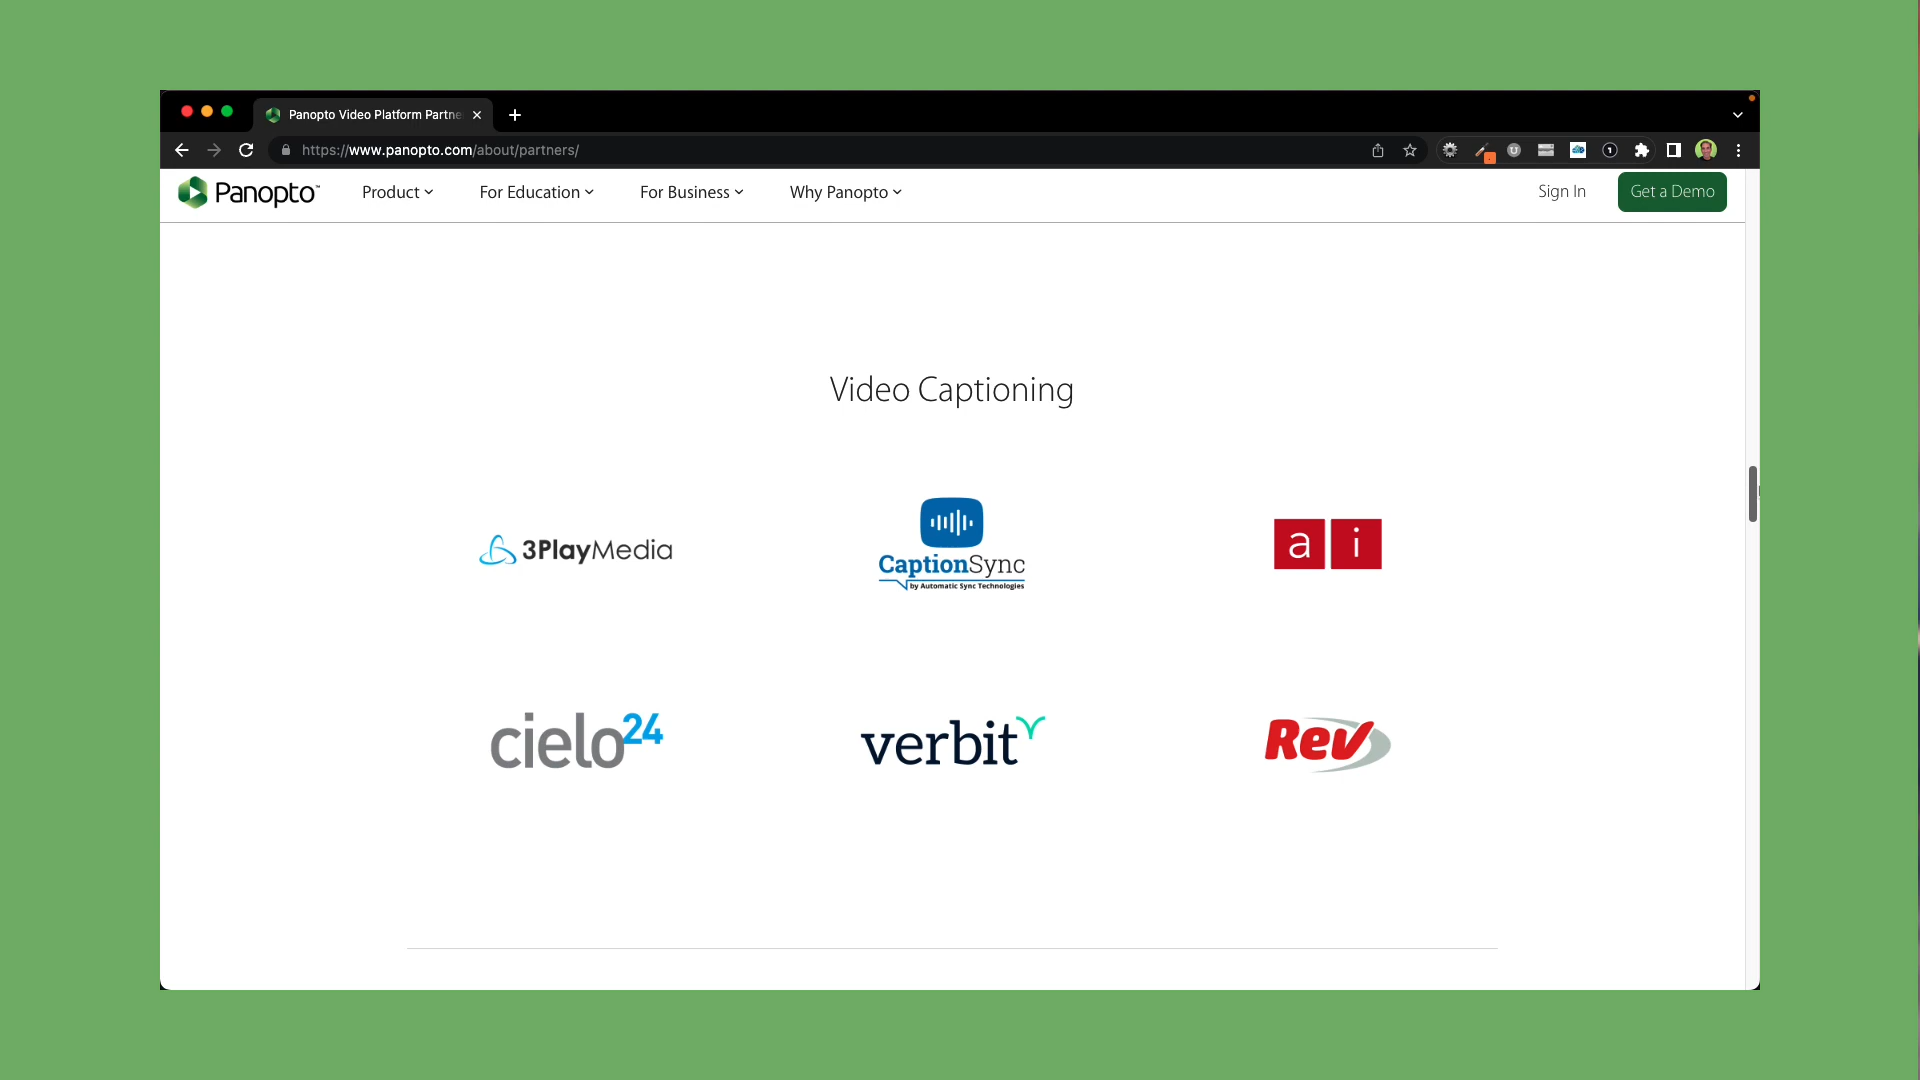 Panopto Video Platform Partne
https://www.panopto.com/about/partners/
Panopto™
Product
For Education
For Business
Why Panopto
Sign In
Get a Demo
Video Captioning
3PlayMedia
CaptionSync
by Automatic Sync Technologies
a i
cielo24
verbit
Rev